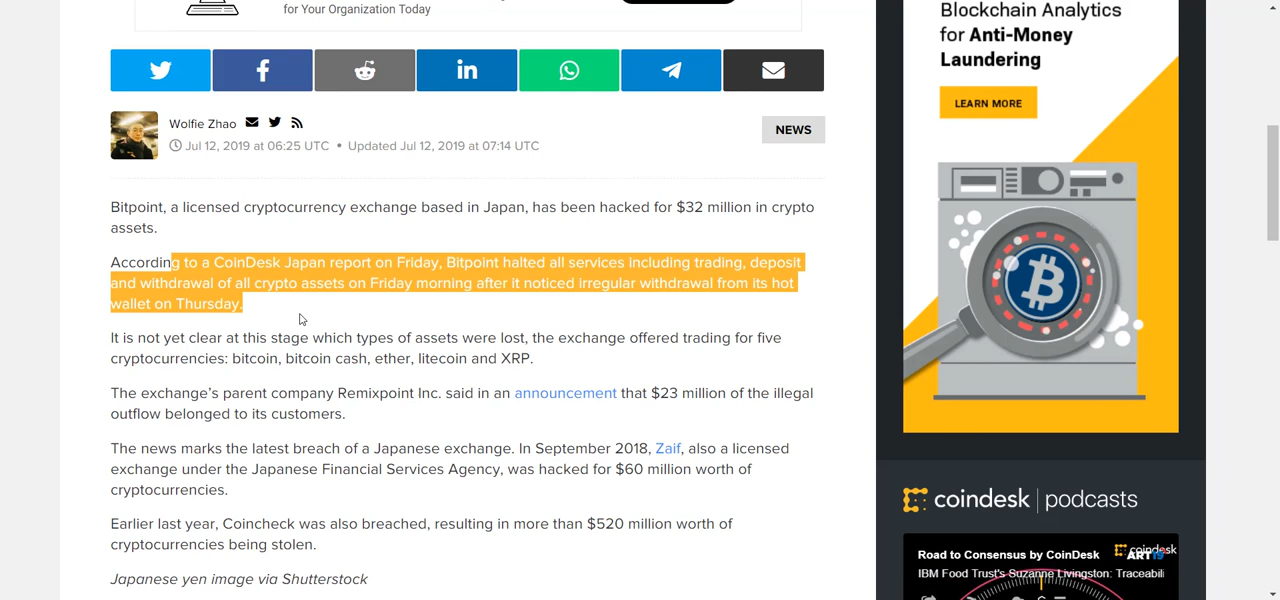 for Your Organization Today
Wolfie Zhao
Jul 12, 2019 at 06:25 UTC • Updated Jul 12, 2019 at 07:14 UTC
NEWS
Bitpoint, a licensed cryptocurrency exchange based in Japan, has been hacked for $32 million in crypto
assets.
According to a CoinDesk Japan report on Friday, Bitpoint halted all services including trading, deposit
and withdrawal of all crypto assets on Friday morning after it noticed irregular withdrawal from its hot
wallet on Thursday.
It is not yet clear at this stage which types of assets were lost, the exchange offered trading for five
cryptocurrencies: bitcoin, bitcoin cash, ether, litecoin and XRP.
The exchange’s parent company Remixpoint Inc. said in an announcement that $23 million of the illegal
outflow belonged to its customers.
The news marks the latest breach of a Japanese exchange. In September 2018, Zaif, also a licensed
exchange under the Japanese Financial Services Agency, was hacked for $60 million worth of
cryptocurrencies.
Earlier last year, Coincheck was also breached, resulting in more than $520 million worth of
cryptocurrencies being stolen.
Japanese yen image via Shutterstock
Blockchain Analytics
for Anti-Money
Laundering
LEARN MORE
coindesk | podcasts
Road to Consensus by CoinDesk
coindesk
ART19
IBM Food Trust's Suzanne Livingston: Traceabili